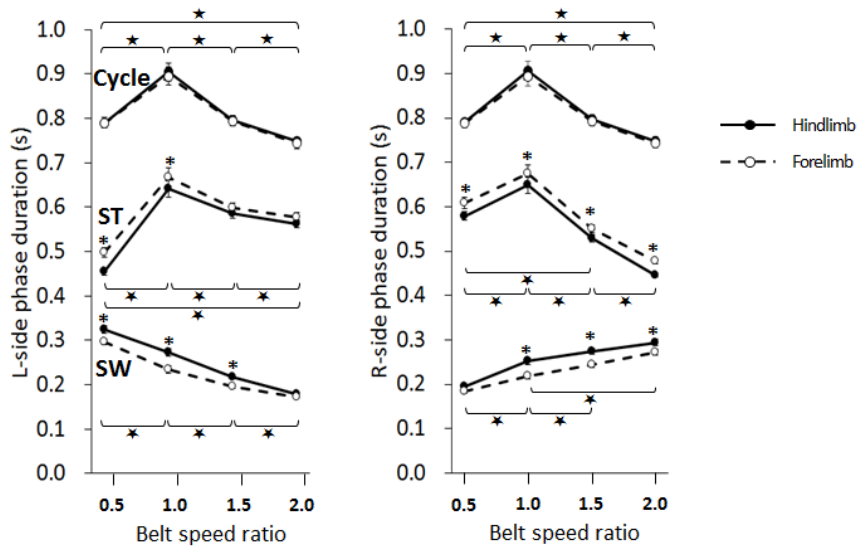 L-side phase duration (s)
1.0
0.9
0.8
0.7
0.6
0.5
0.4
0.3
0.2
0.1
0.0
Cycle
ST
SW
★
★ ★ ★
*
*
★ ★ ★
★
* * *
★ ★ ★
0.5 1.0 1.5 2.0
Belt speed ratio
R-side phase duration (s)
1.0
0.9
0.8
0.7
0.6
0.5
0.4
0.3
0.2
0.1
0.0
★
★ ★ ★
* * * *
★
★ ★ ★
* * *
★
★ ★
0.5 1.0 1.5 2.0
Belt speed ratio
Hindlimb
Forelimb